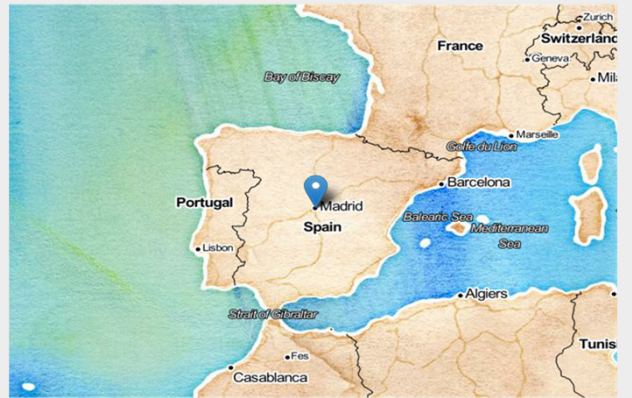 Zurich
Switzerland
France
Geneva
Mil
Bay of Biscay
Marseille
Golfe du Lion
Barcelona
Portugal
Madrid
Balearic Sea
Spain
Mediterranean
Sea
Lisbon
Algiers
Strait of Gibraltar
Tunis
Fes
Casablanca